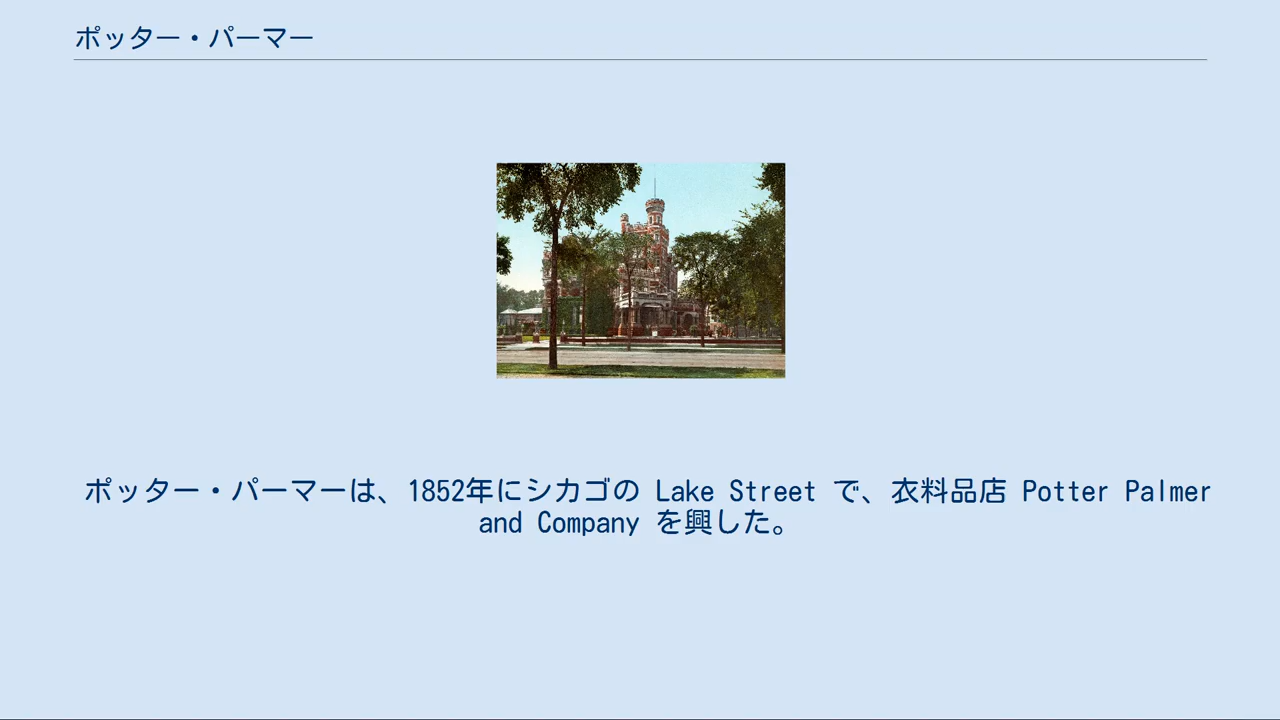 ポッター・パーマー
ポッター・パーマーは、1852年にシカゴの Lake Street で、衣料品店 Potter Palmer
and Company を興した。